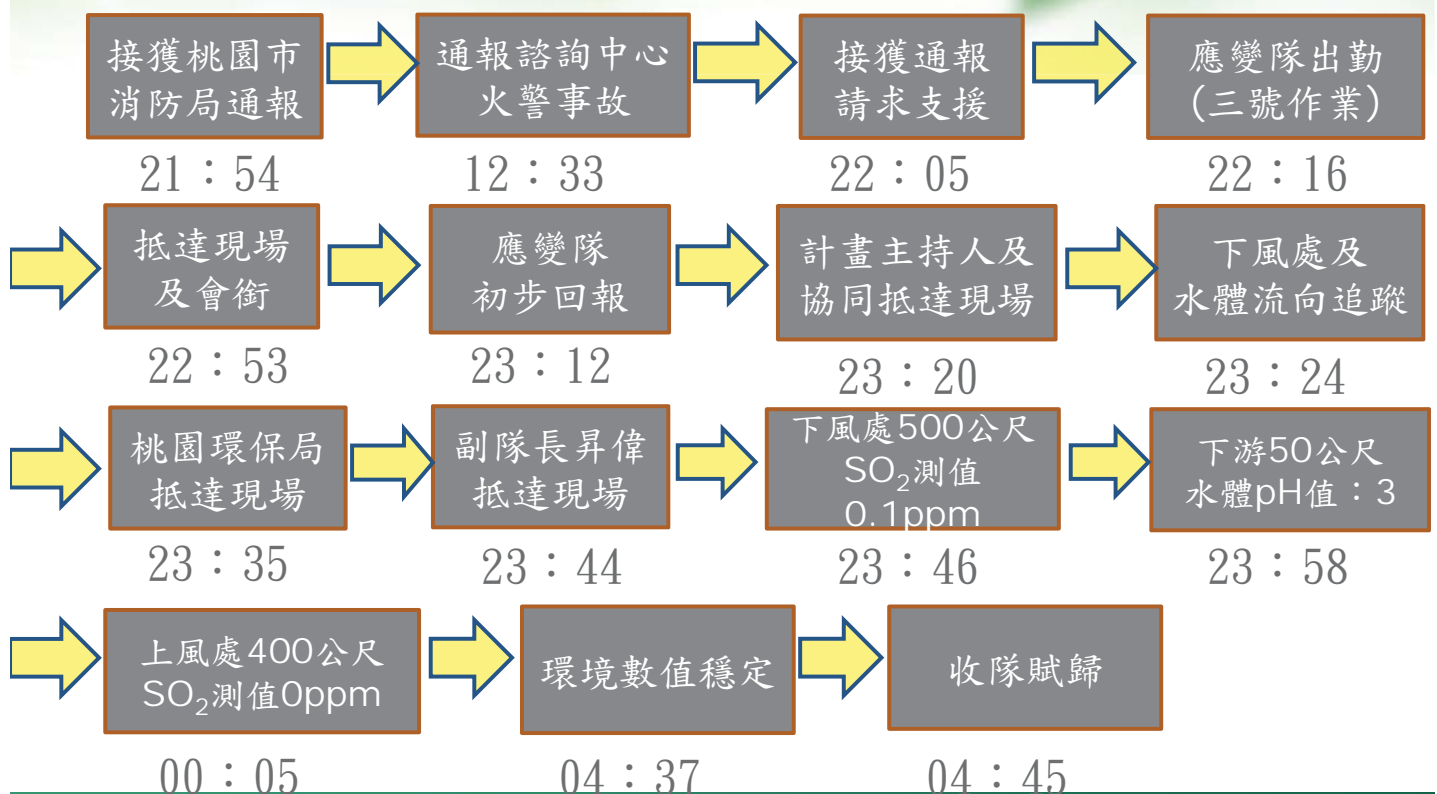 接獲桃園市
消防局通報
通報諮詢中心
火警事故
接獲通報
請求支援
應變隊出勤
(三號作業)
21：54
12：33
22：05
22：16
抵達現場
及會銜
應變隊
初步回報
計畫主持人及
協同抵達現場
下風處及
水體流向追蹤
22：53
23：12
23：20
23：24
桃園環保局
抵達現場
副隊長昇偉
抵達現場
下風處500公尺
SO₂測值
0.1ppm
下游50公尺
水體pH值：3
23：35
23：44
23：46
23：58
上風處400公尺
SO₂測值0ppm
環境數值穩定
收隊賦歸
00：05
04：37
04：45